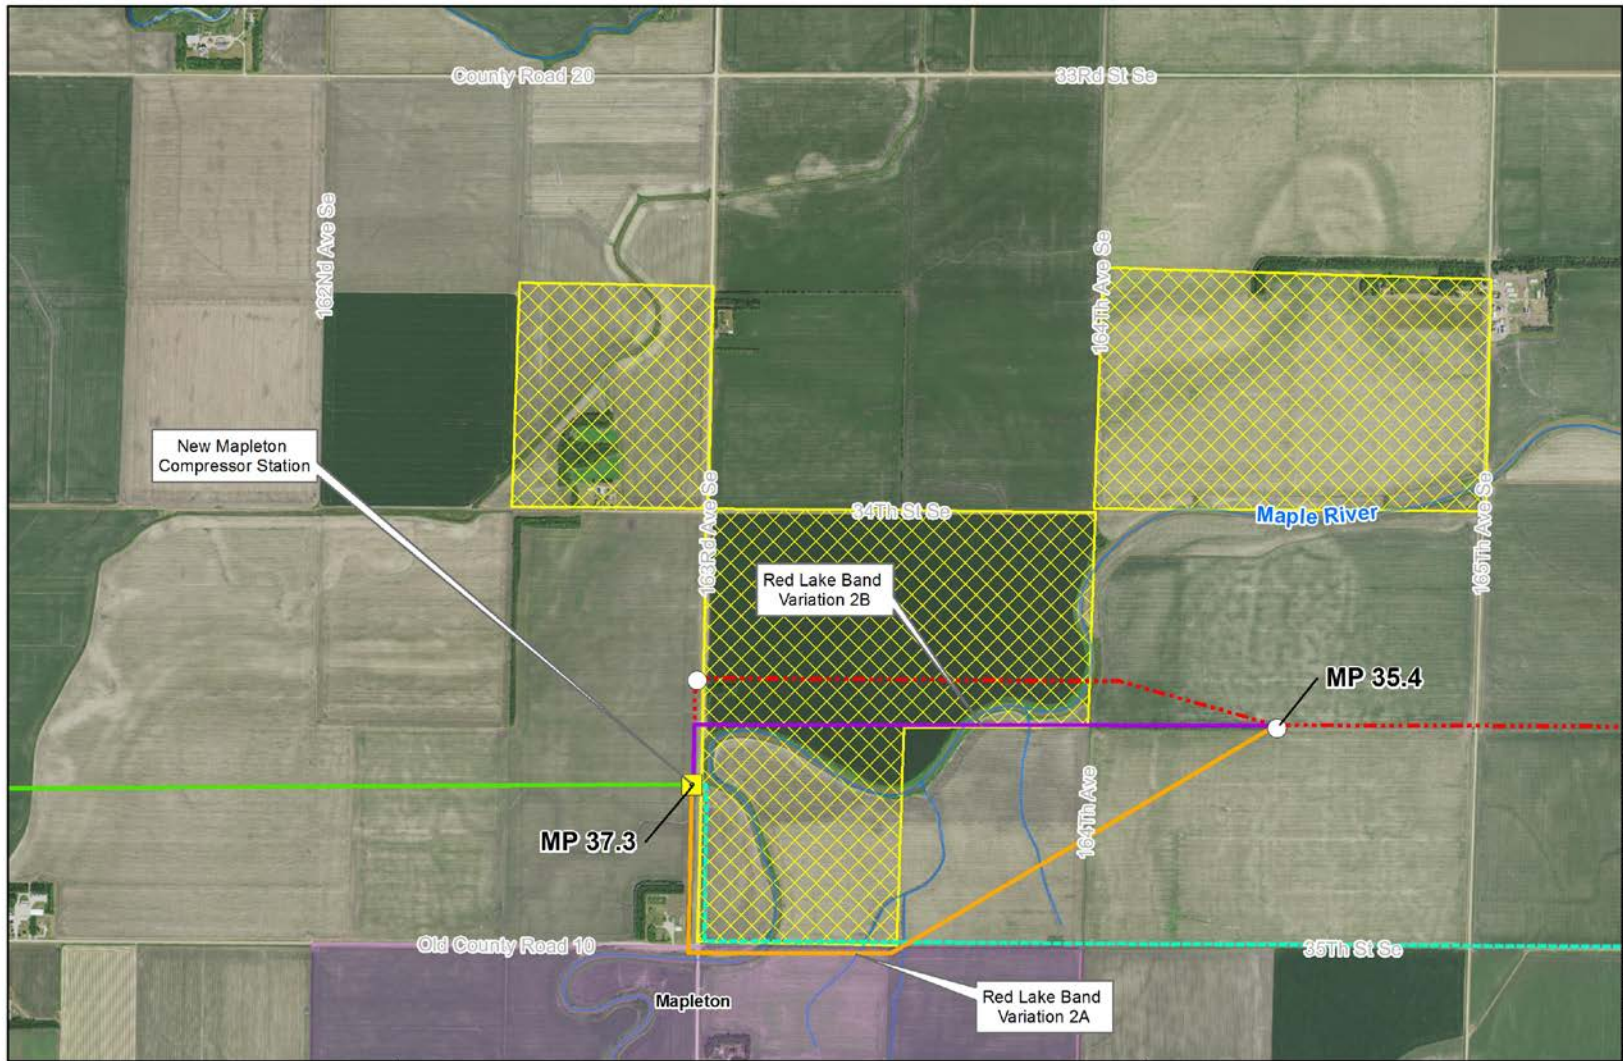 County Road 20
33Rd St Se
162Nd Ave Se
164Th Ave Se
New Mapleton
Compressor Station
163Rd Ave Se
34Th St Se
Maple River
165Th Ave Se
Red Lake Band
Variation 2B
MP 35.4
MP 37.3
164Th Ave
Old County Road 10
35Th St Se
Mapleton
Red Lake Band
Variation 2A